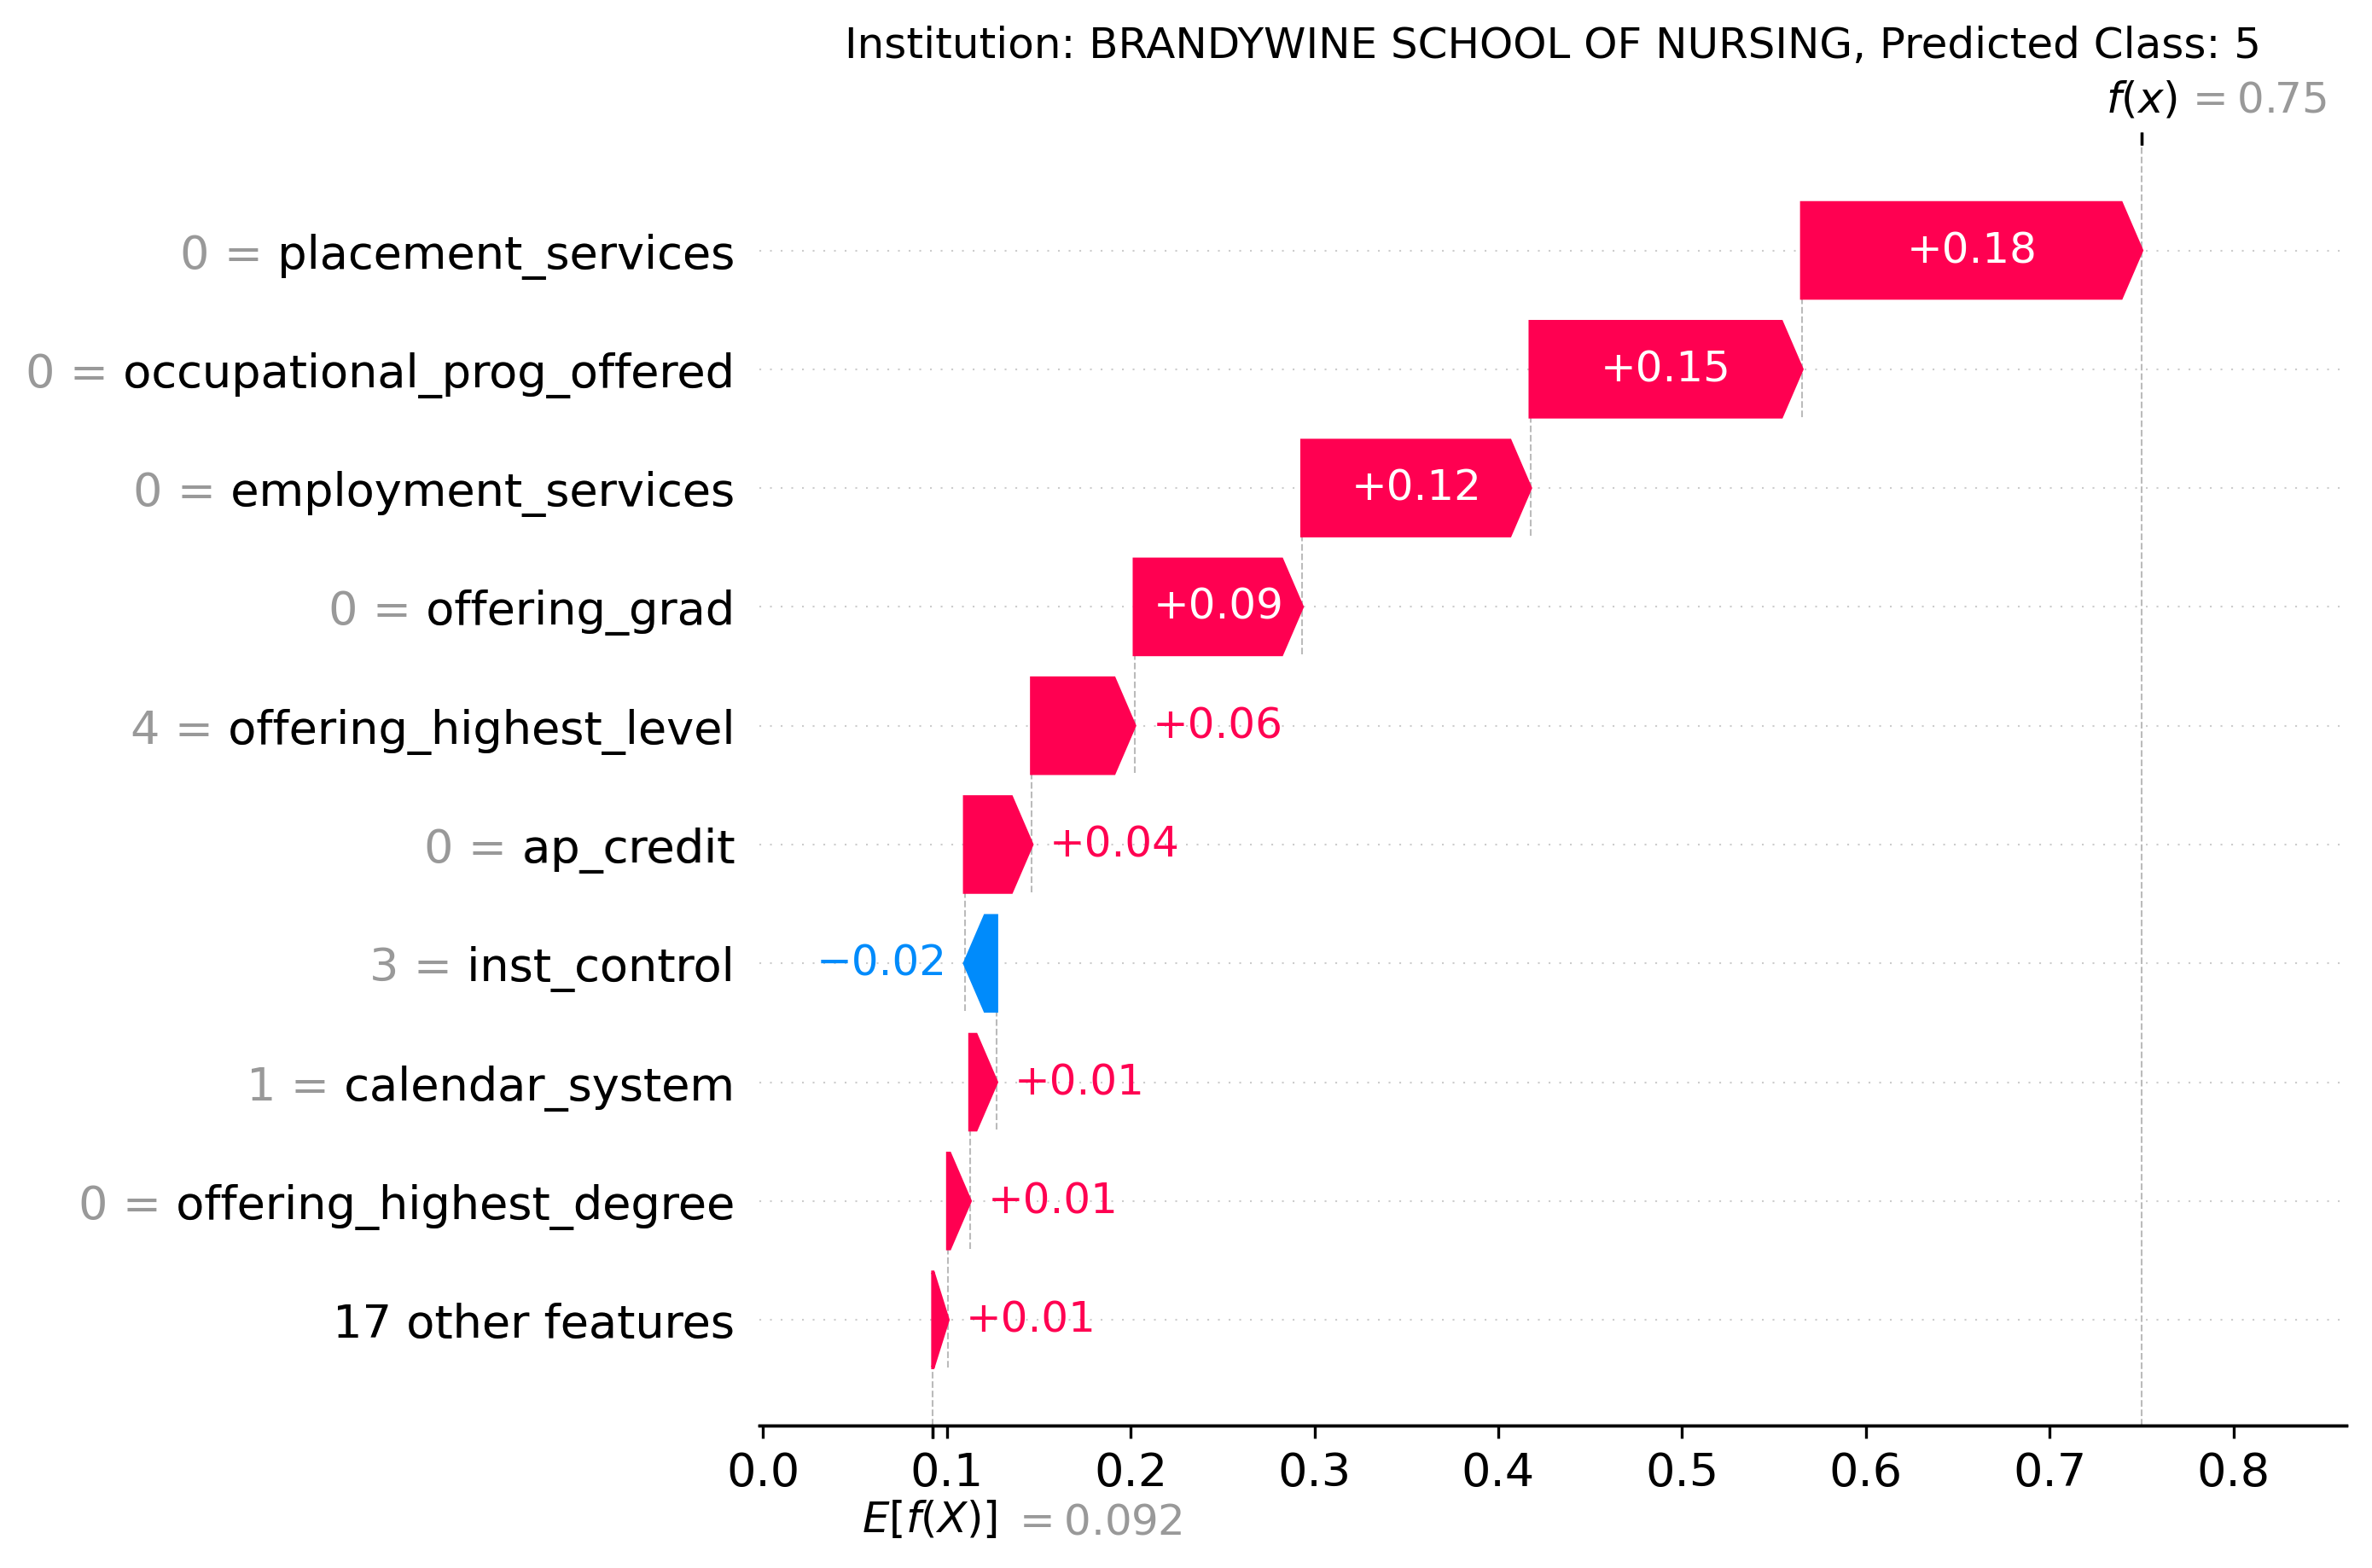 Institution: BRANDYWINE SCHOOL OF NURSING, Predicted Class: 5
f(x) = 0.75
0 = placement_services +0.18
0 = occupational_prog_offered +0.15
0 = employment_services +0.12
0 = offering_grad +0.09
4 = offering_highest_level +0.06
0 = ap_credit +0.04
3 = inst_control −0.02
1 = calendar_system +0.01
0 = offering_highest_degree +0.01
17 other features +0.01
0.0 0.1 0.2 0.3 0.4 0.5 0.6 0.7 0.8
E[f(X)] = 0.092